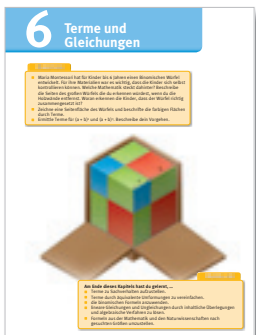 6 Terme und
Gleichungen
Maria Montessori hat für Kinder bis 6 Jahren einen Binomischen Würfel
entwickelt. Für ihre Materialien war es wichtig, dass die Kinder sich selbst
kontrollieren können. Welche Mathematik steckt dahinter? Beschreibe
die Seiten des großen Würfels die du erkennen würdest, wenn du die
Holzwände entfernst. Woran erkennen die Kinder, dass der Würfel richtig
zusammengesetzt ist?
Zeichne eine Seitenfläche des Würfels und beschrifte die farbigen Flächen
durch Terme.
Ermittle Terme für (a + b)² und (a + b)³. Beschreibe dein Vorgehen.
Am Ende dieses Kapitels hast du gelernt, ...
Terme zu Sachverhalten aufzustellen.
Terme durch äquivalente Umformungen zu vereinfachen.
die binomischen Formeln anzuwenden.
lineare Gleichungen und Ungleichungen durch inhaltliche Überlegungen
und algebraische Verfahren zu lösen.
Formeln aus der Mathematik und den Naturwissenschaften nach
gesuchten Größen umzustellen.